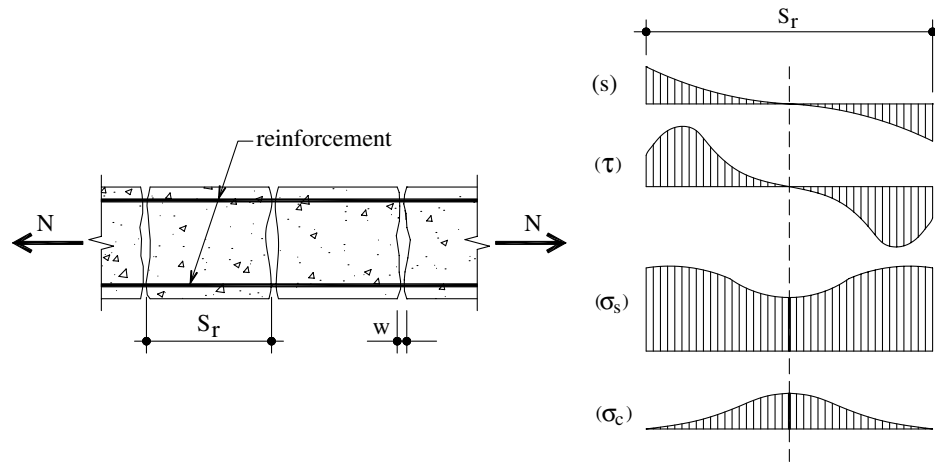 reinforcement
N
N
S_r
w
S_r
(s)
(τ)
(σ_s)
(σ_c)